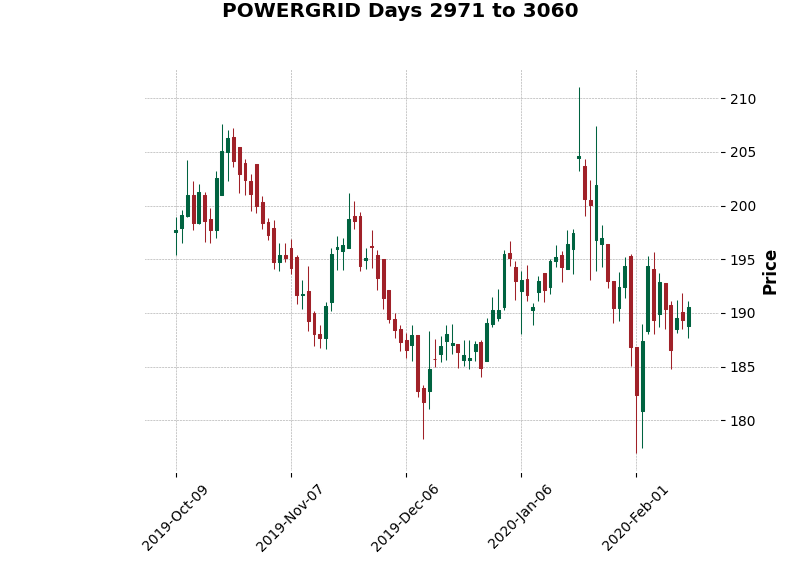 POWERGRID Days 2971 to 3060
210
205
200
195
190
185
180
Price
2019-Oct-09
2019-Nov-07
2019-Dec-06
2020-Jan-06
2020-Feb-01